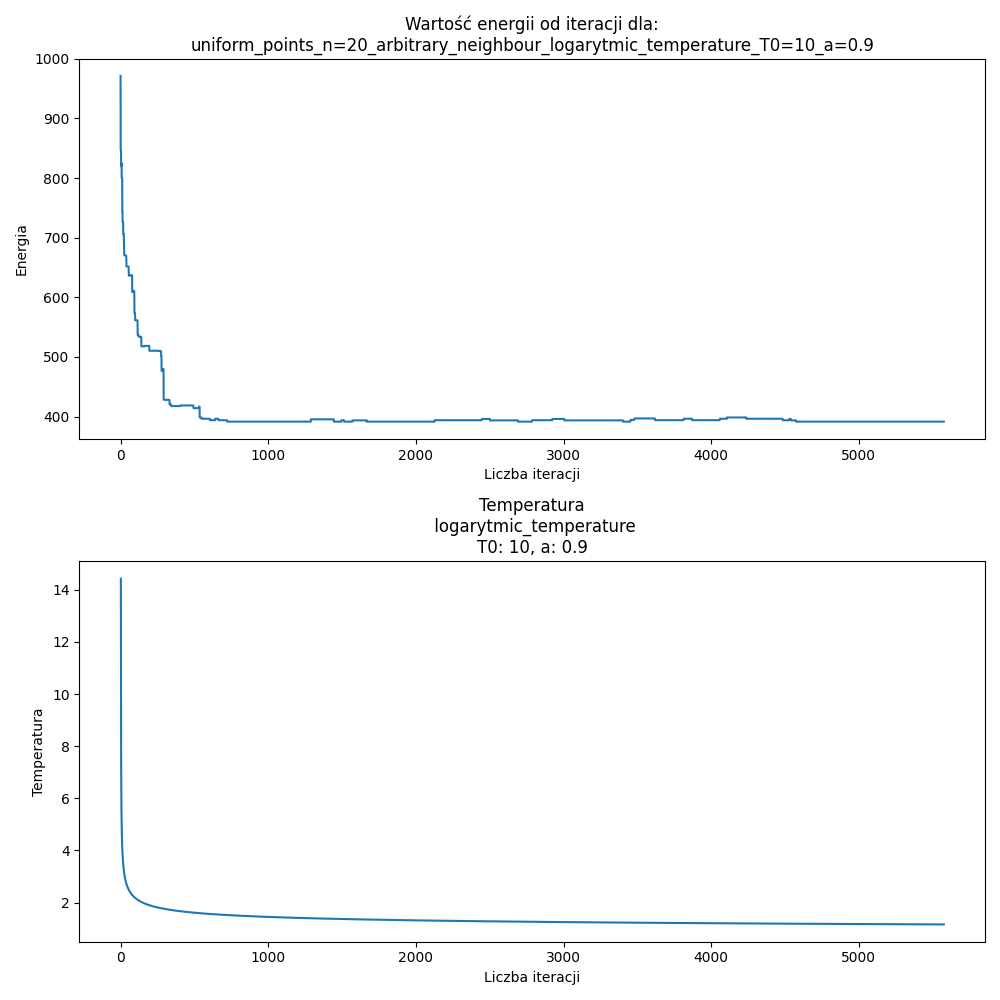 Wartość energii od iteracji dla:
uniform_points_n=20_arbitrary_neighbour_logarytmic_temperature_T0=10_a=0.9
1000
900
800
700
600
500
400
Energia
0
1000
2000
3000
4000
5000
Liczba iteracji
Temperatura
logarytmic_temperature
T0: 10, a: 0.9
14
12
10
8
6
4
2
Temperatura
0
1000
2000
3000
4000
5000
Liczba iteracji